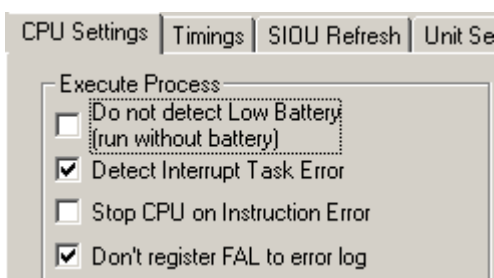 CPU Settings Timings SIOU Refresh Unit Se
Execute Process
Do not detect Low Battery
(run without battery)
Detect Interrupt Task Error
Stop CPU on Instruction Error
Don't register FAL to error log